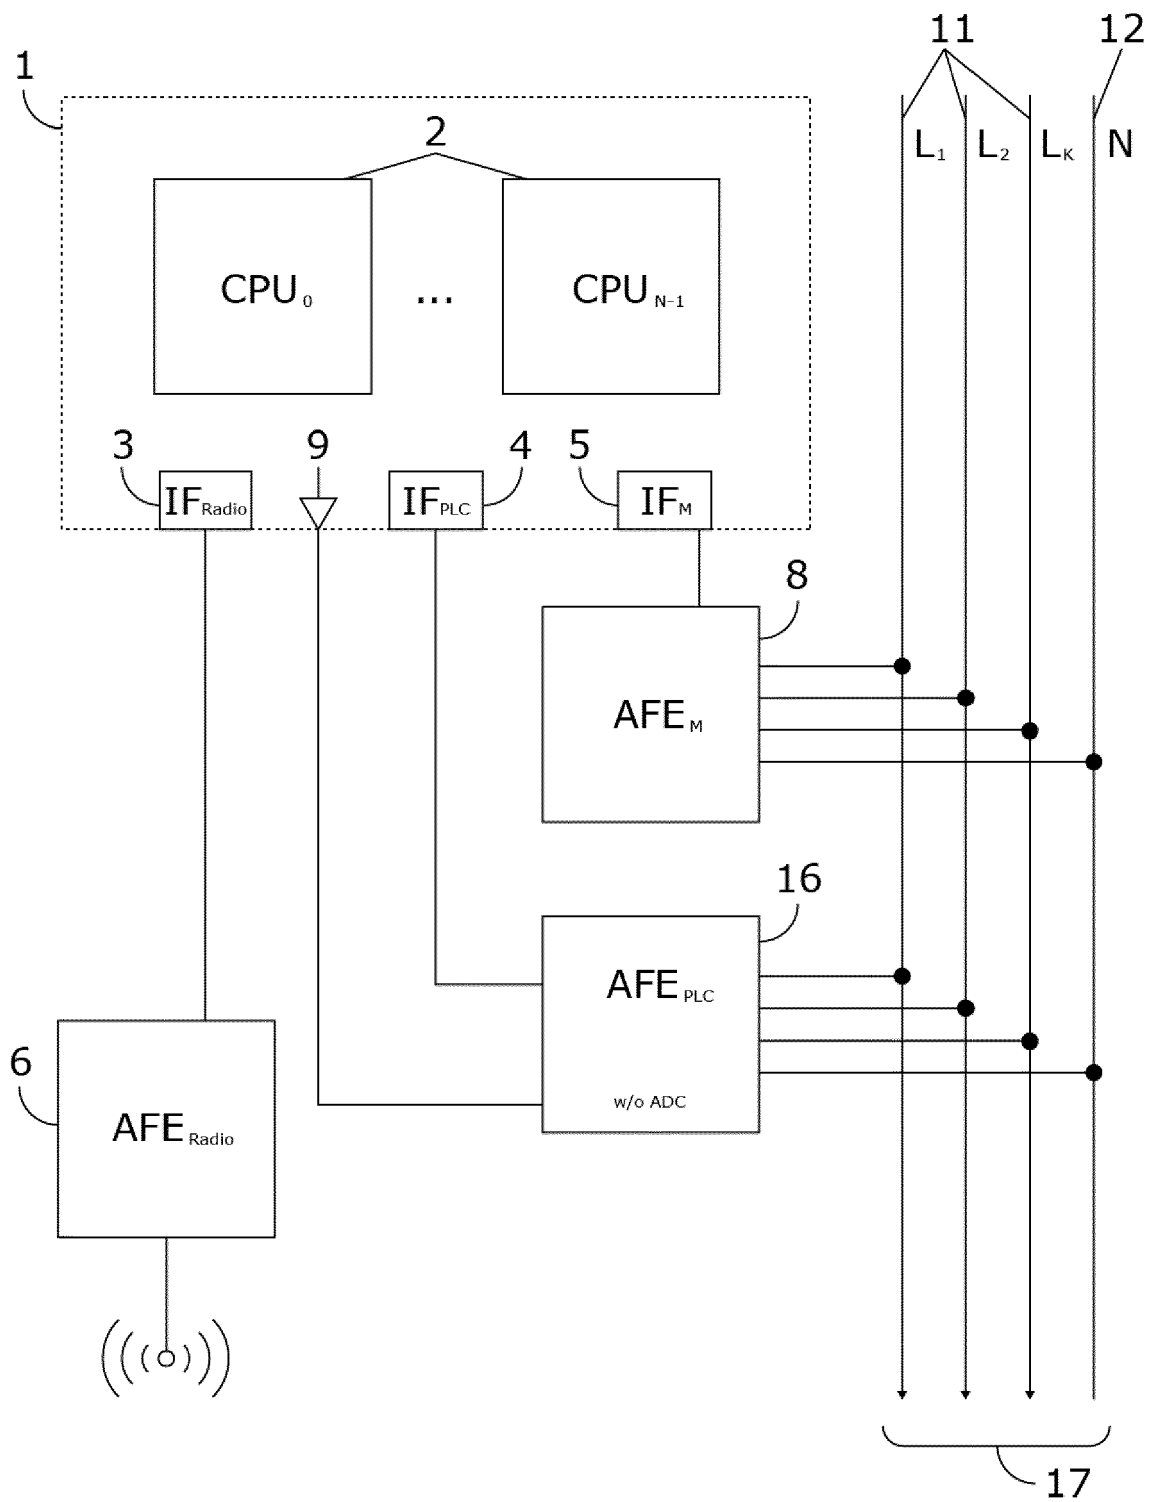 11 12
1
2
L1 L2 LK N
CPU0 ... CPUN-1
3 9 4 5
IFRadio IFPLC IFM
8
AFEM
16
AFEPLC
6
w/o ADC
AFERadio
17